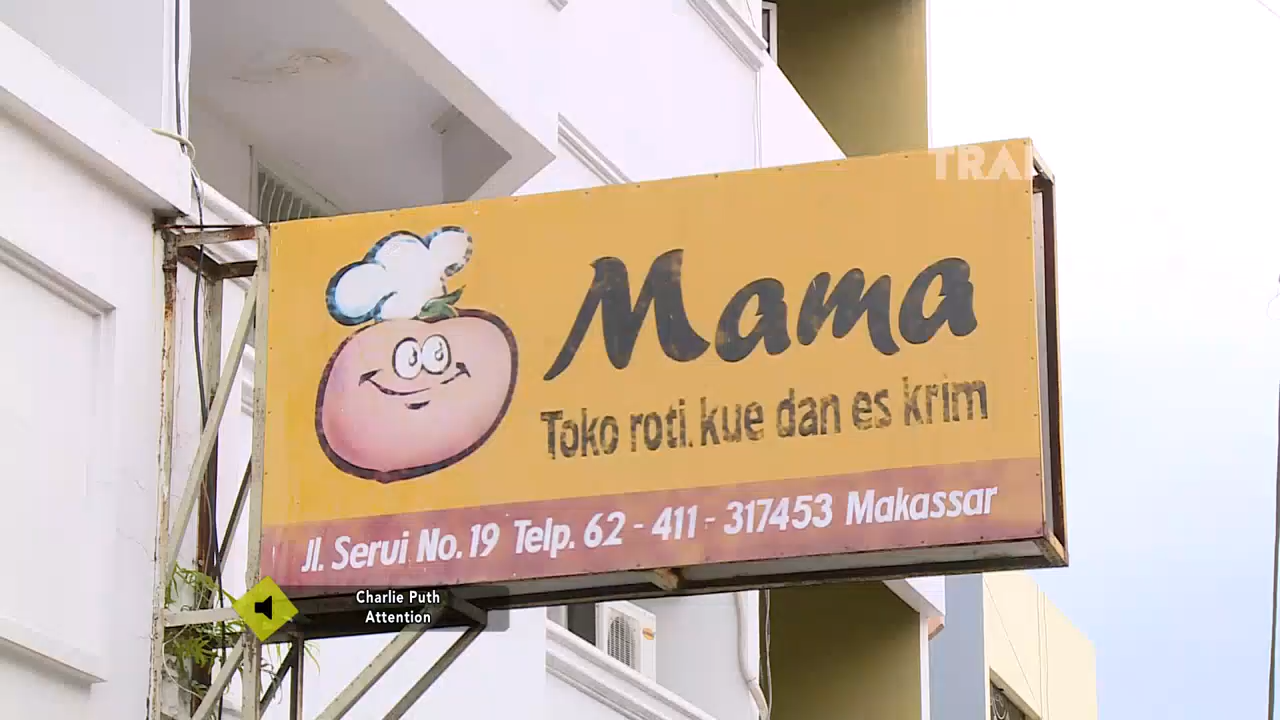 TRA
Mama
Toko roti, kue dan es krim
Jl. Serui No. 19 Telp. 62 - 411 - 317453 Makassar
Charlie Puth
Attention